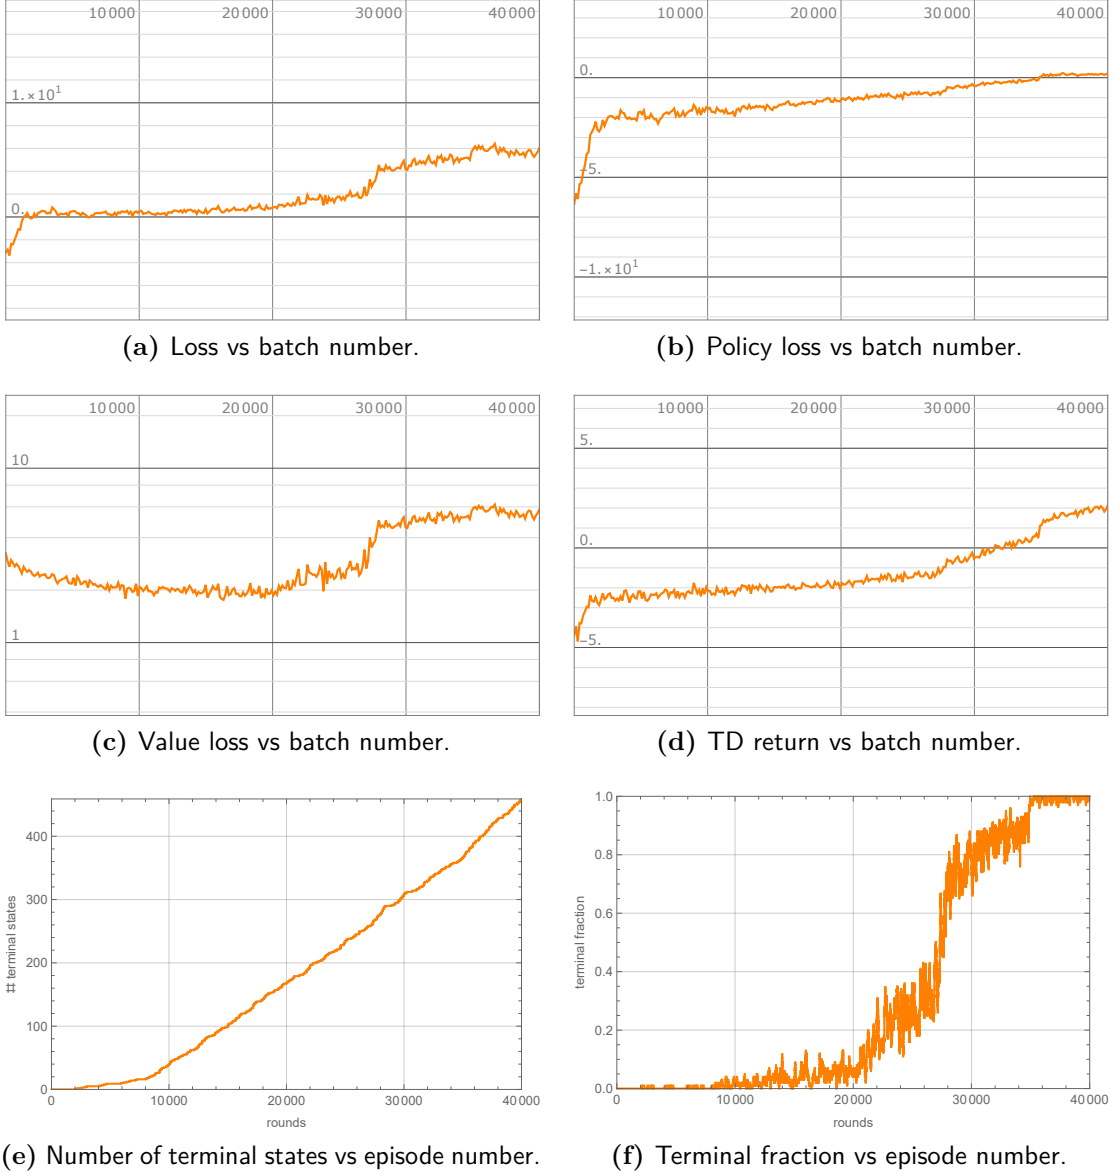 10000 20000 30000 40000
1.×10¹
0.
(a) Loss vs batch number.
10000 20000 30000 40000
0.
-5.
-1.×10¹
(b) Policy loss vs batch number.
10000 20000 30000 40000
10
1
(c) Value loss vs batch number.
10000 20000 30000 40000
5.
0.
-5.
(d) TD return vs batch number.
# terminal states
400
300
200
100
0
0 10000 20000 30000 40000
rounds
(e) Number of terminal states vs episode number.
terminal fraction
1.0
0.8
0.6
0.4
0.2
0.0
0 10000 20000 30000 40000
rounds
(f) Terminal fraction vs episode number.